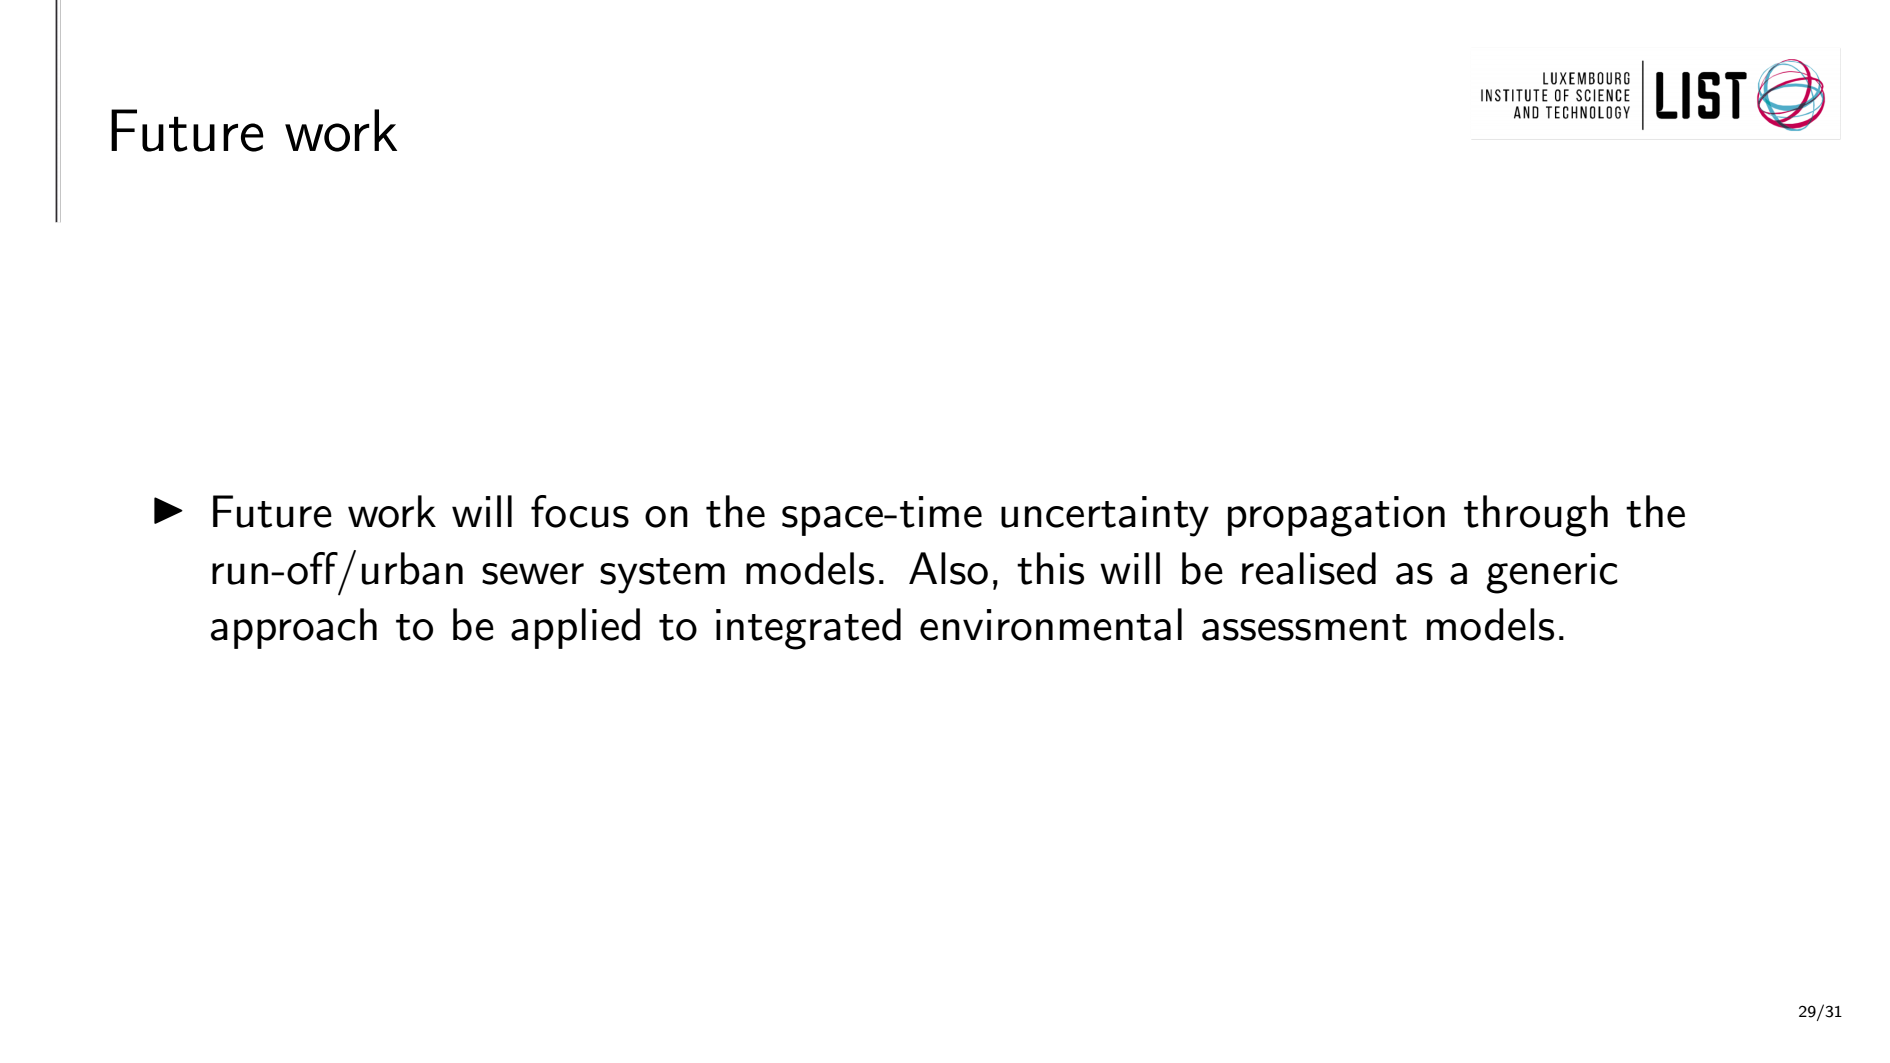 Future work
LUXEMBOURG
INSTITUTE OF SCIENCE
AND TECHNOLOGY
LIST
▶ Future work will focus on the space-time uncertainty propagation through the
run-off/urban sewer system models. Also, this will be realised as a generic
approach to be applied to integrated environmental assessment models.
29/31